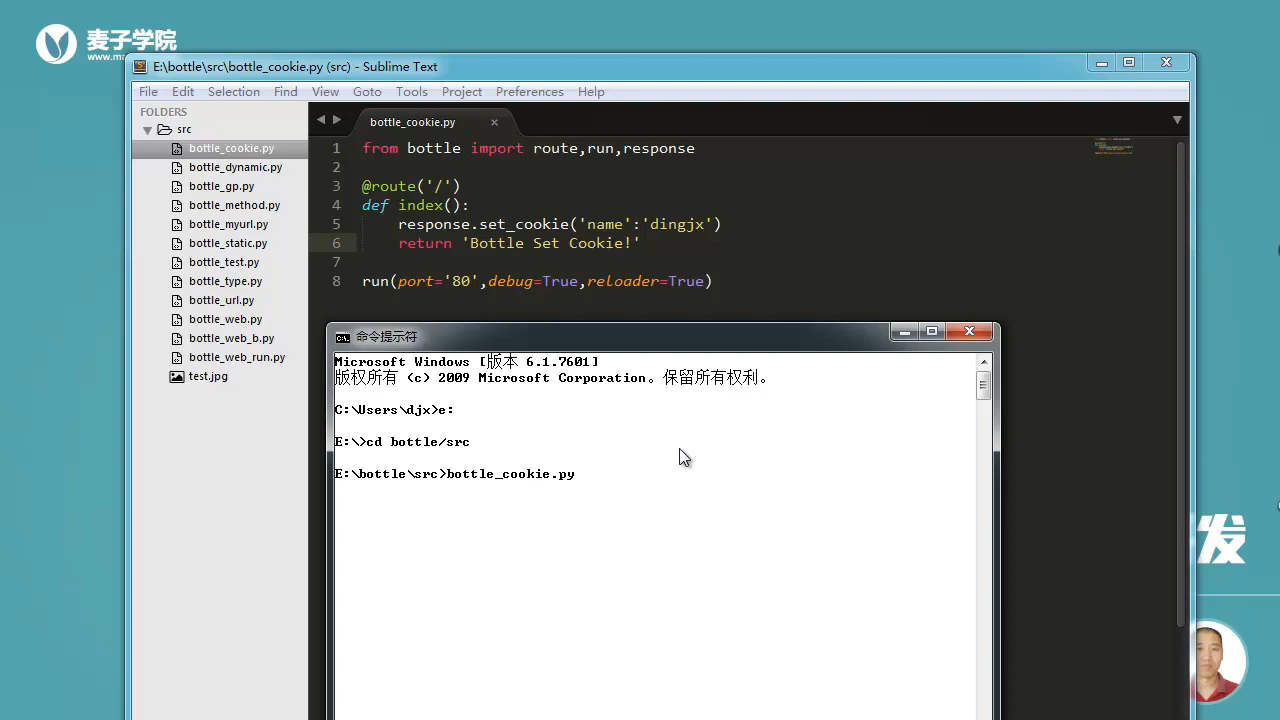 麦子学院
www.ma
E:\bottle\src\bottle_cookie.py (src) - Sublime Text
File Edit Selection Find View Goto Tools Project Preferences Help
FOLDERS
src
bottle_cookie.py
bottle_dynamic.py
bottle_gp.py
bottle_method.py
bottle_myurl.py
bottle_static.py
bottle_test.py
bottle_type.py
bottle_url.py
bottle_web.py
bottle_web_b.py
bottle_web_run.py
test.jpg
bottle_cookie.py
1 from bottle import route,run,response
2
3 @route('/')
4 def index():
5 response.set_cookie('name':'dingjx')
6 return 'Bottle Set Cookie!'
7
8 run(port='80',debug=True,reloader=True)
命令提示符
Microsoft Windows [版本 6.1.7601]
版权所有 (c) 2009 Microsoft Corporation。保留所有权利。
C:\Users\djx>e:
E:\>cd bottle/src
E:\bottle\src>bottle_cookie.py
发